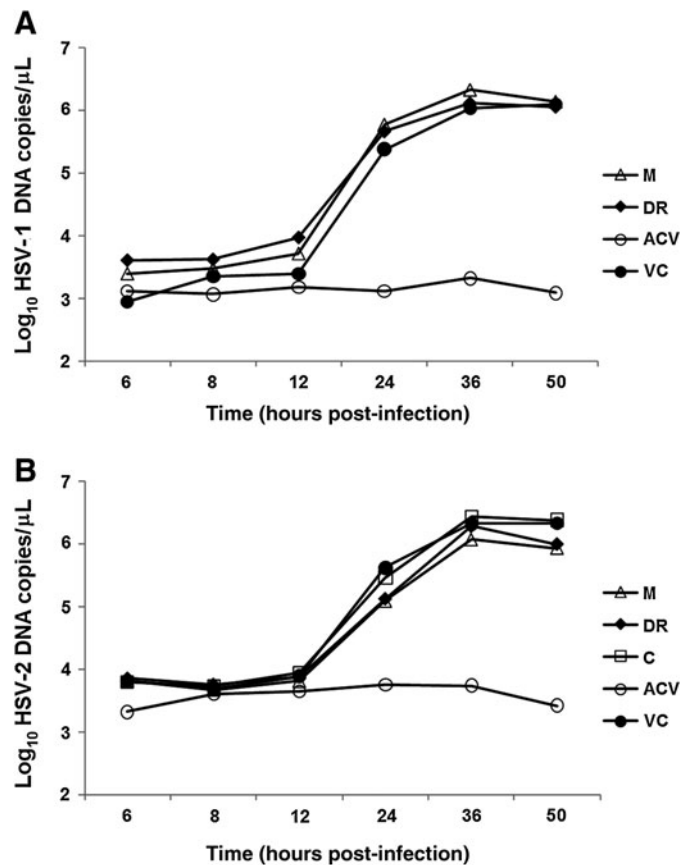 A
Log10 HSV-1 DNA copies/μL
7
6
5
4
3
2
6 8 12 24 36 50
Time (hours post-infection)
M
DR
ACV
VC
B
Log10 HSV-2 DNA copies/μL
7
6
5
4
3
2
6 8 12 24 36 50
Time (hours post-infection)
M
DR
C
ACV
VC